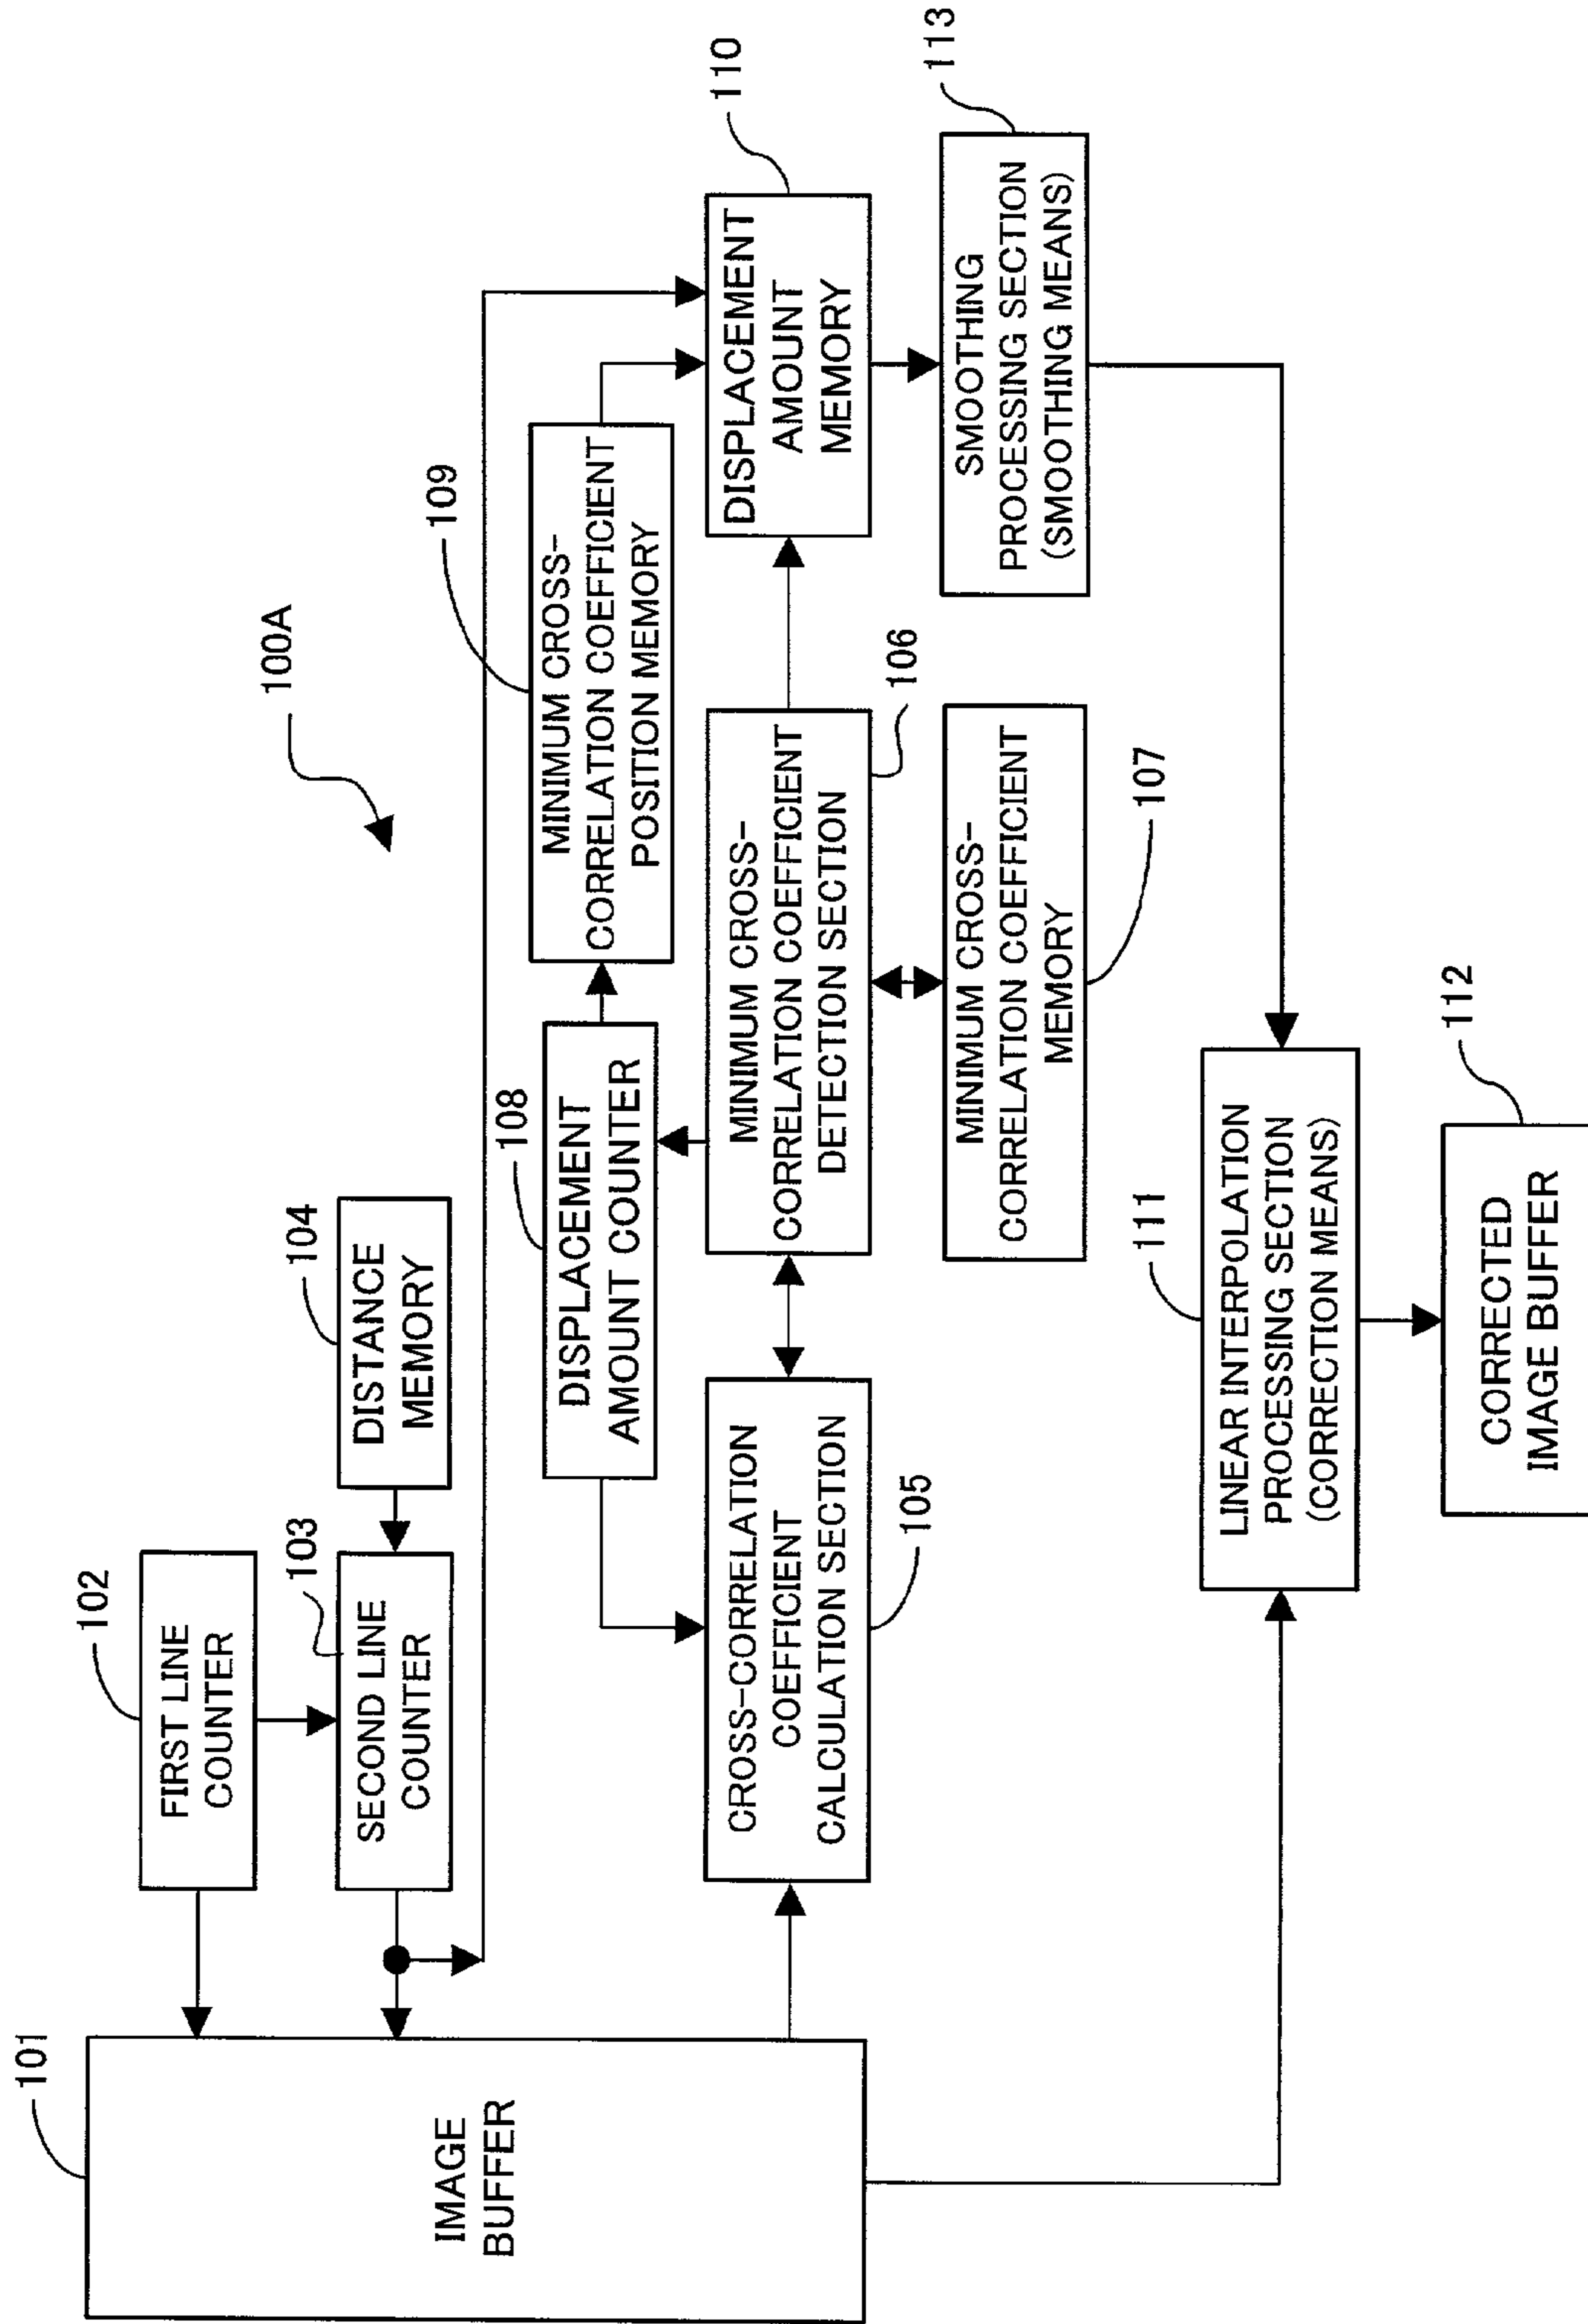 100A
101
IMAGE
BUFFER
102
FIRST LINE
COUNTER
103
SECOND LINE
COUNTER
104
DISTANCE
MEMORY
108
DISPLACEMENT
AMOUNT COUNTER
109
MINIMUM CROSS-
CORRELATION COEFFICIENT
POSITION MEMORY
CROSS-CORRELATION
COEFFICIENT
CALCULATION SECTION
105
MINIMUM CROSS-
CORRELATION COEFFICIENT
DETECTION SECTION
106
110
DISPLACEMENT
AMOUNT
MEMORY
MINIMUM CROSS-
CORRELATION COEFFICIENT
MEMORY
107
113
SMOOTHING
PROCESSING SECTION
(SMOOTHING MEANS)
111
LINEAR INTERPOLATION
PROCESSING SECTION
(CORRECTION MEANS)
112
CORRECTED
IMAGE BUFFER